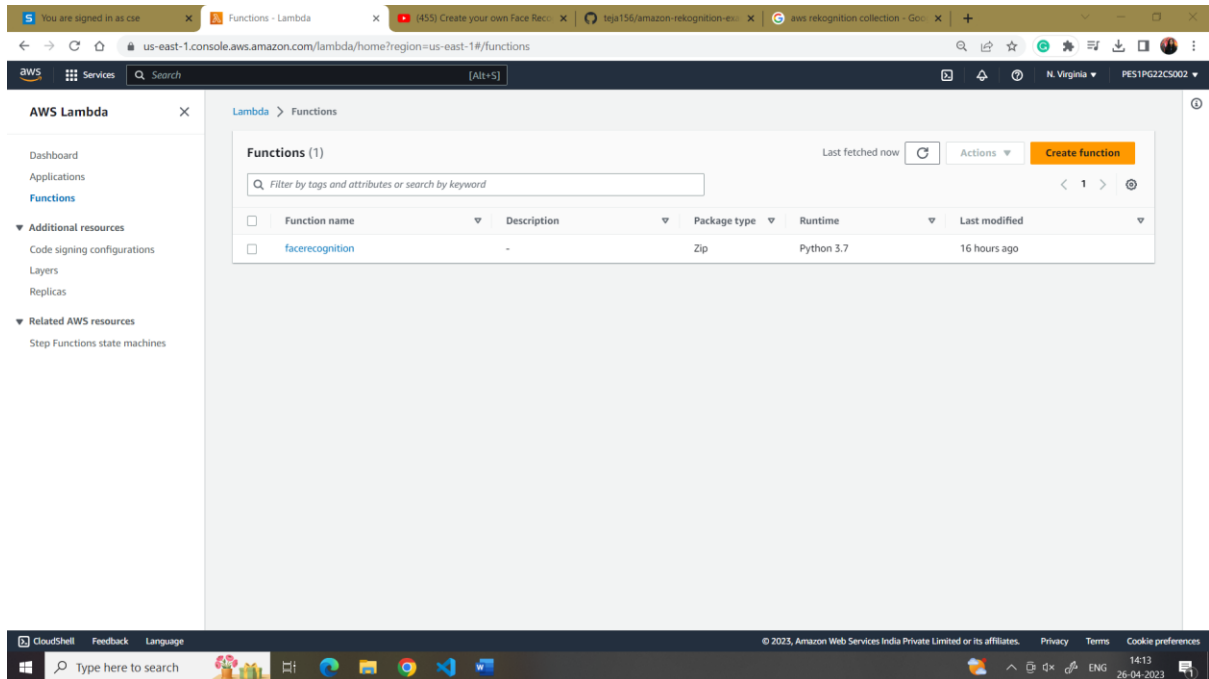 You are signed in as cse
Functions - Lambda
(455) Create your own Face Reco
teja156/amazon-rekognition-es
aws rekognition collection - Goo
us-east-1.console.aws.amazon.com/lambda/home?region=us-east-1#/functions
aws Services Search [Alt+S] N. Virginia PES1PG22CS002
AWS Lambda
Dashboard
Applications
Functions
Additional resources
Code signing configurations
Layers
Replicas
Related AWS resources
Step Functions state machines
Lambda > Functions
Functions (1) Last fetched now Actions Create function
Filter by tags and attributes or search by keyword < 1 >
Function name Description Package type Runtime Last modified
facerecognition - Zip Python 3.7 16 hours ago
CloudShell Feedback Language © 2023, Amazon Web Services India Private Limited or its affiliates. Privacy Terms Cookie preferences
Type here to search ENG 14:13
26-04-2023